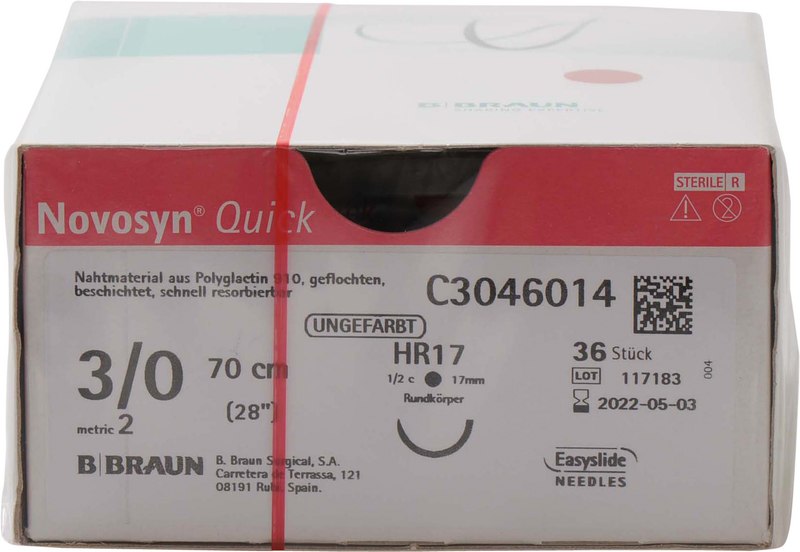 B|BRAUN
SHARING EXPERTISE
STERILE R
Novosyn® Quick
Nahtmaterial aus Polyglactin 910, geflochten,
beschichtet, schnell resorbierbar
C3046014
UNGEFÄRBT
3/0 70 cm
(28")
metric 2
HR17
1/2 c 17mm
Rundkörper
36 Stück
LOT 117183
2022-05-03
004
B|BRAUN
B. Braun Surgical, S.A.
Carretera de Terrassa, 121
08191 Rubí. Spain.
Easyslide
NEEDLES